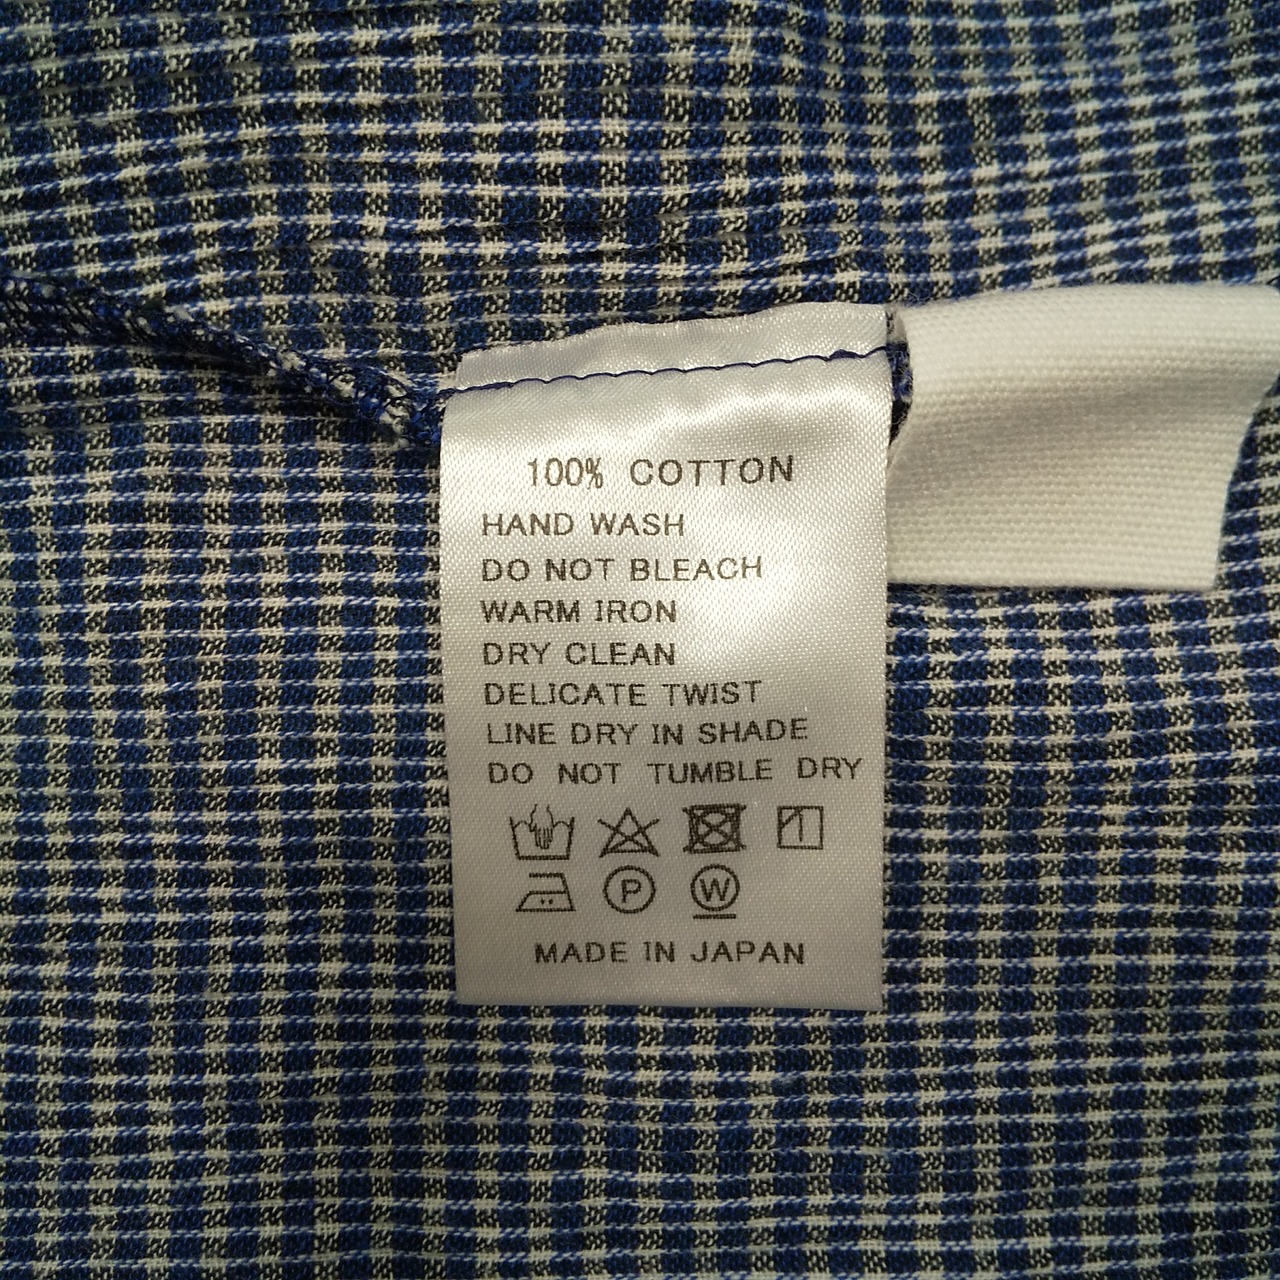 100% COTTON
HAND WASH
DO NOT BLEACH
WARM IRON
DRY CLEAN
DELICATE TWIST
LINE DRY IN SHADE
DO NOT TUMBLE DRY
P W
MADE IN JAPAN